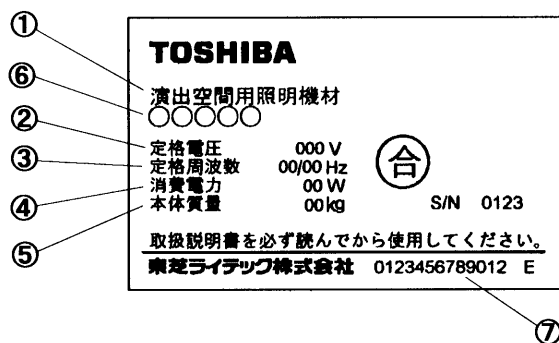 ①
TOSHIBA
⑥
演出空間用照明機材
○○○○○
② 定格電圧 000 V
③ 定格周波数 00/00 Hz
合
④ 消費電力 00 W
⑤ 本体質量 00kg S/N 0123
取扱説明書を必ず読んでから使用してください。
東芝ライテック株式会社 0123456789012 E
⑦